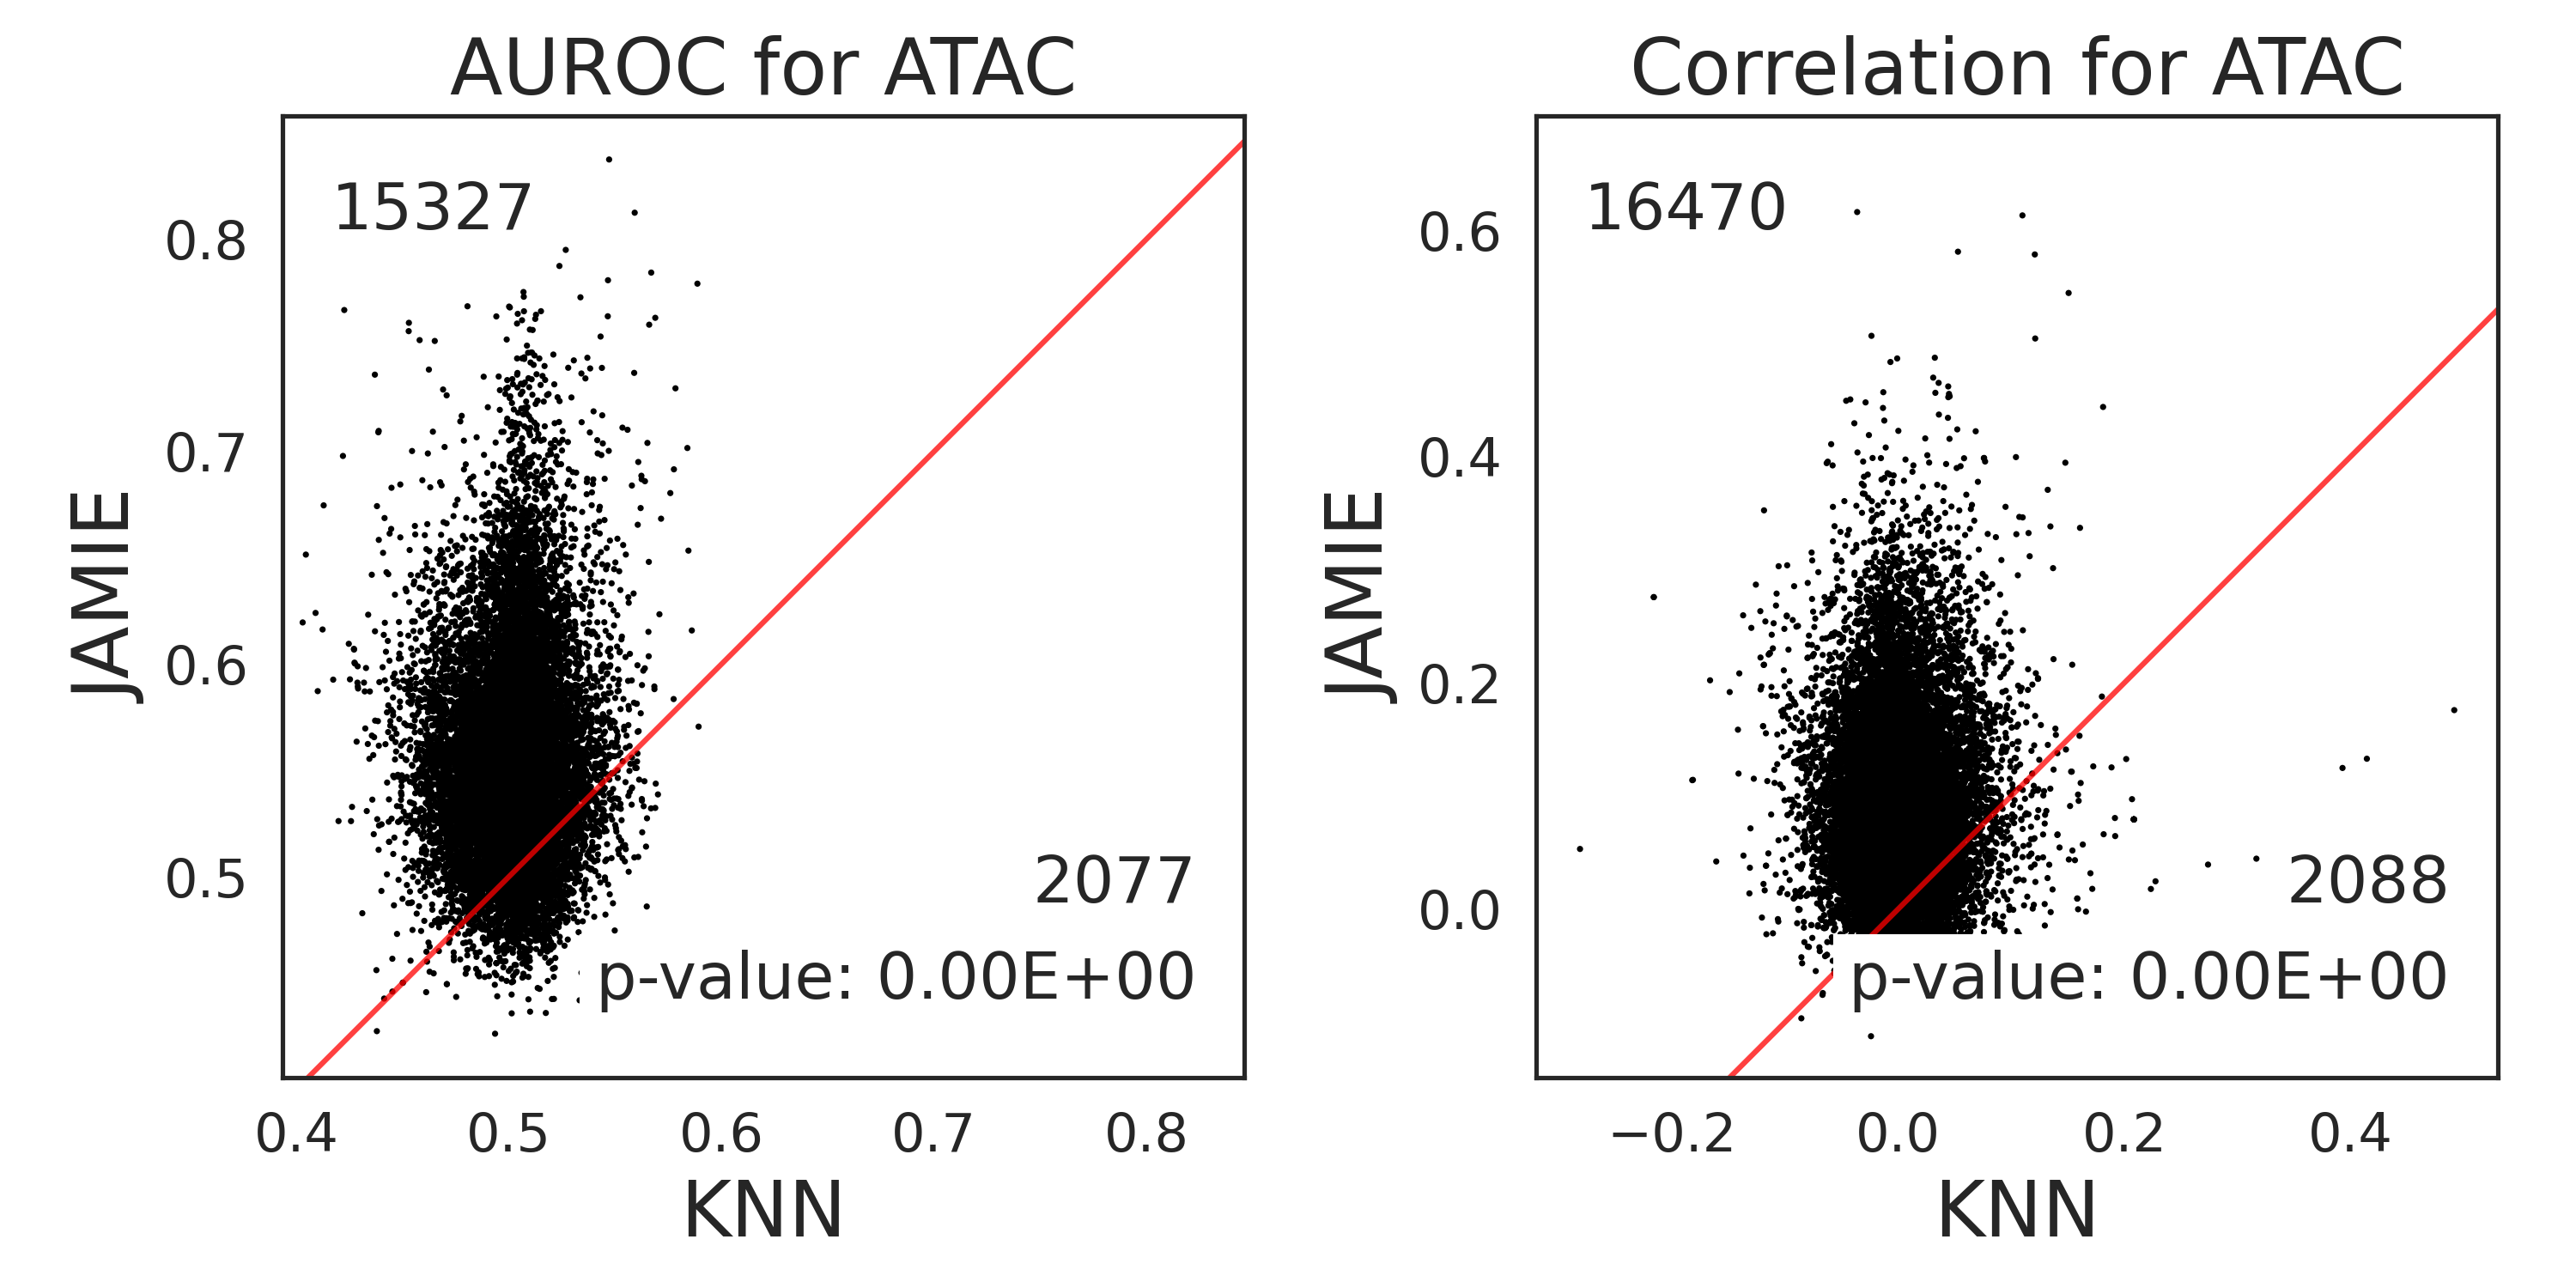 AUROC for ATAC
15327
0.8
0.7
0.6
0.5
JAMIE
2077
p-value: 0.00E+00
0.4 0.5 0.6 0.7 0.8
KNN
Correlation for ATAC
16470
0.6
0.4
0.2
0.0
JAMIE
2088
p-value: 0.00E+00
−0.2 0.0 0.2 0.4
KNN